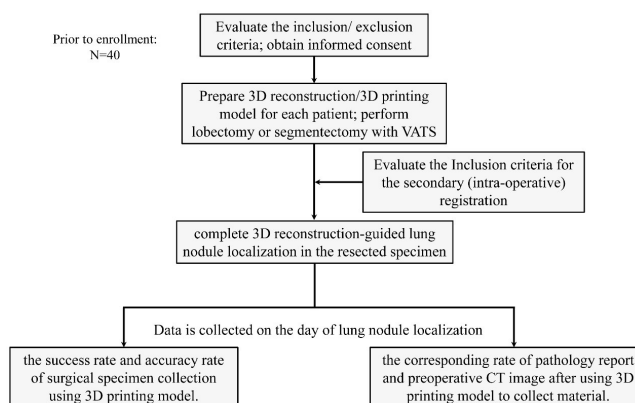 Evaluate the inclusion/ exclusion
criteria; obtain informed consent
Prior to enrollment:
N=40
Prepare 3D reconstruction/3D printing
model for each patient; perform
lobectomy or segmentectomy with VATS
Evaluate the Inclusion criteria for
the secondary (intra-operative)
registration
complete 3D reconstruction-guided lung
nodule localization in the resected specimen
Data is collected on the day of lung nodule localization
the success rate and accuracy rate
of surgical specimen collection
using 3D printing model.
the corresponding rate of pathology report
and preoperative CT image after using 3D
printing model to collect material.